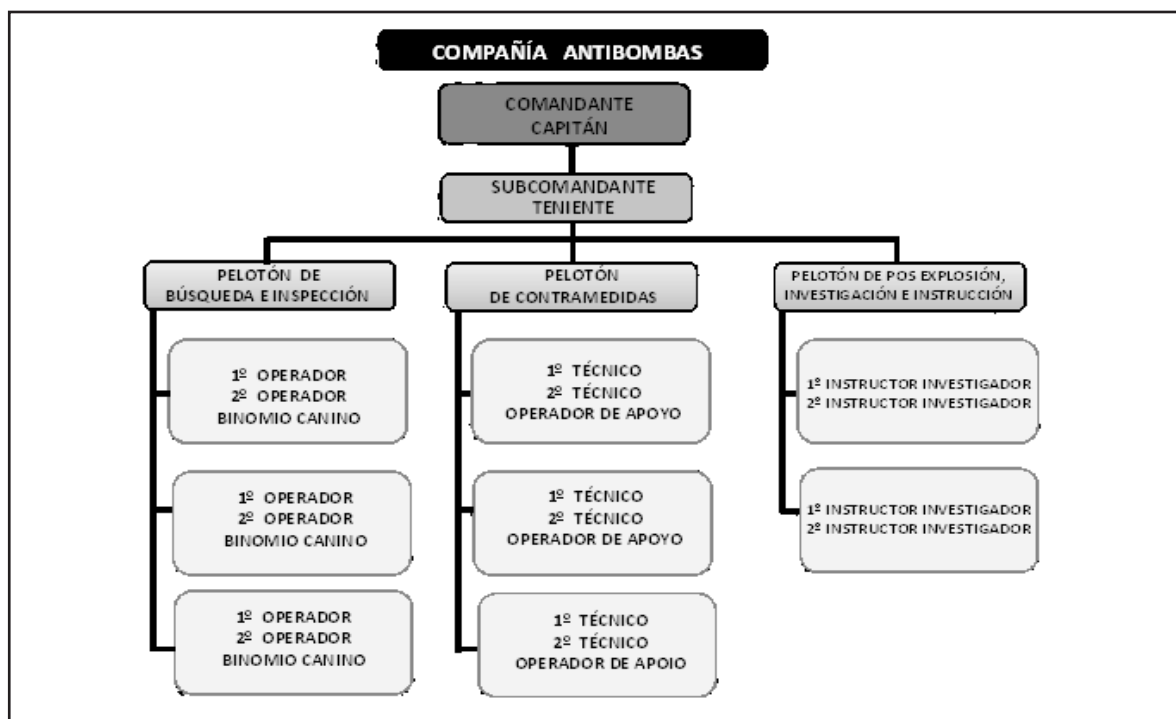 COMPAÑÍA ANTIBOMBAS
COMANDANTE
CAPITÁN
SUBCOMANDANTE
TENIENTE
PELOTÓN DE
BÚSQUEDA E INSPECCIÓN
1º OPERADOR
2º OPERADOR
BINOMIO CANINO
1º OPERADOR
2º OPERADOR
BINOMIO CANINO
1º OPERADOR
2º OPERADOR
BINOMIO CANINO
PELOTÓN
DE CONTRAMEDIDAS
1º TÉCNICO
2º TÉCNICO
OPERADOR DE APOYO
1º TÉCNICO
2º TÉCNICO
OPERADOR DE APOYO
1º TÉCNICO
2º TÉCNICO
OPERADOR DE APOIO
PELOTÓN DE POS EXPLOSIÓN,
INVESTIGACIÓN E INSTRUCCIÓN
1º INSTRUCTOR INVESTIGADOR
2º INSTRUCTOR INVESTIGADOR
1º INSTRUCTOR INVESTIGADOR
2º INSTRUCTOR INVESTIGADOR